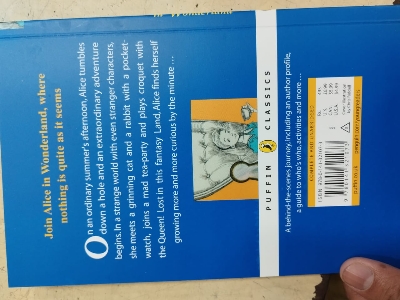 in Wonderland
Join Alice in Wonderland, where
nothing is quite as it seems
On an ordinary summer's afternoon, Alice tumbles
down a hole and an extraordinary adventure
begins. In a strange world with even stranger characters,
she meets a grinning cat and a rabbit with a pocket-
watch, joins a mad tea-party and plays croquet with
the Queen! Lost in this fantasy Land, Alice finds herself
growing more and more curious by the minute ...
PUFFIN CLASSICS
A behind-the-scenes journey, including an author profile,
a guide to who's who, activities and more ...